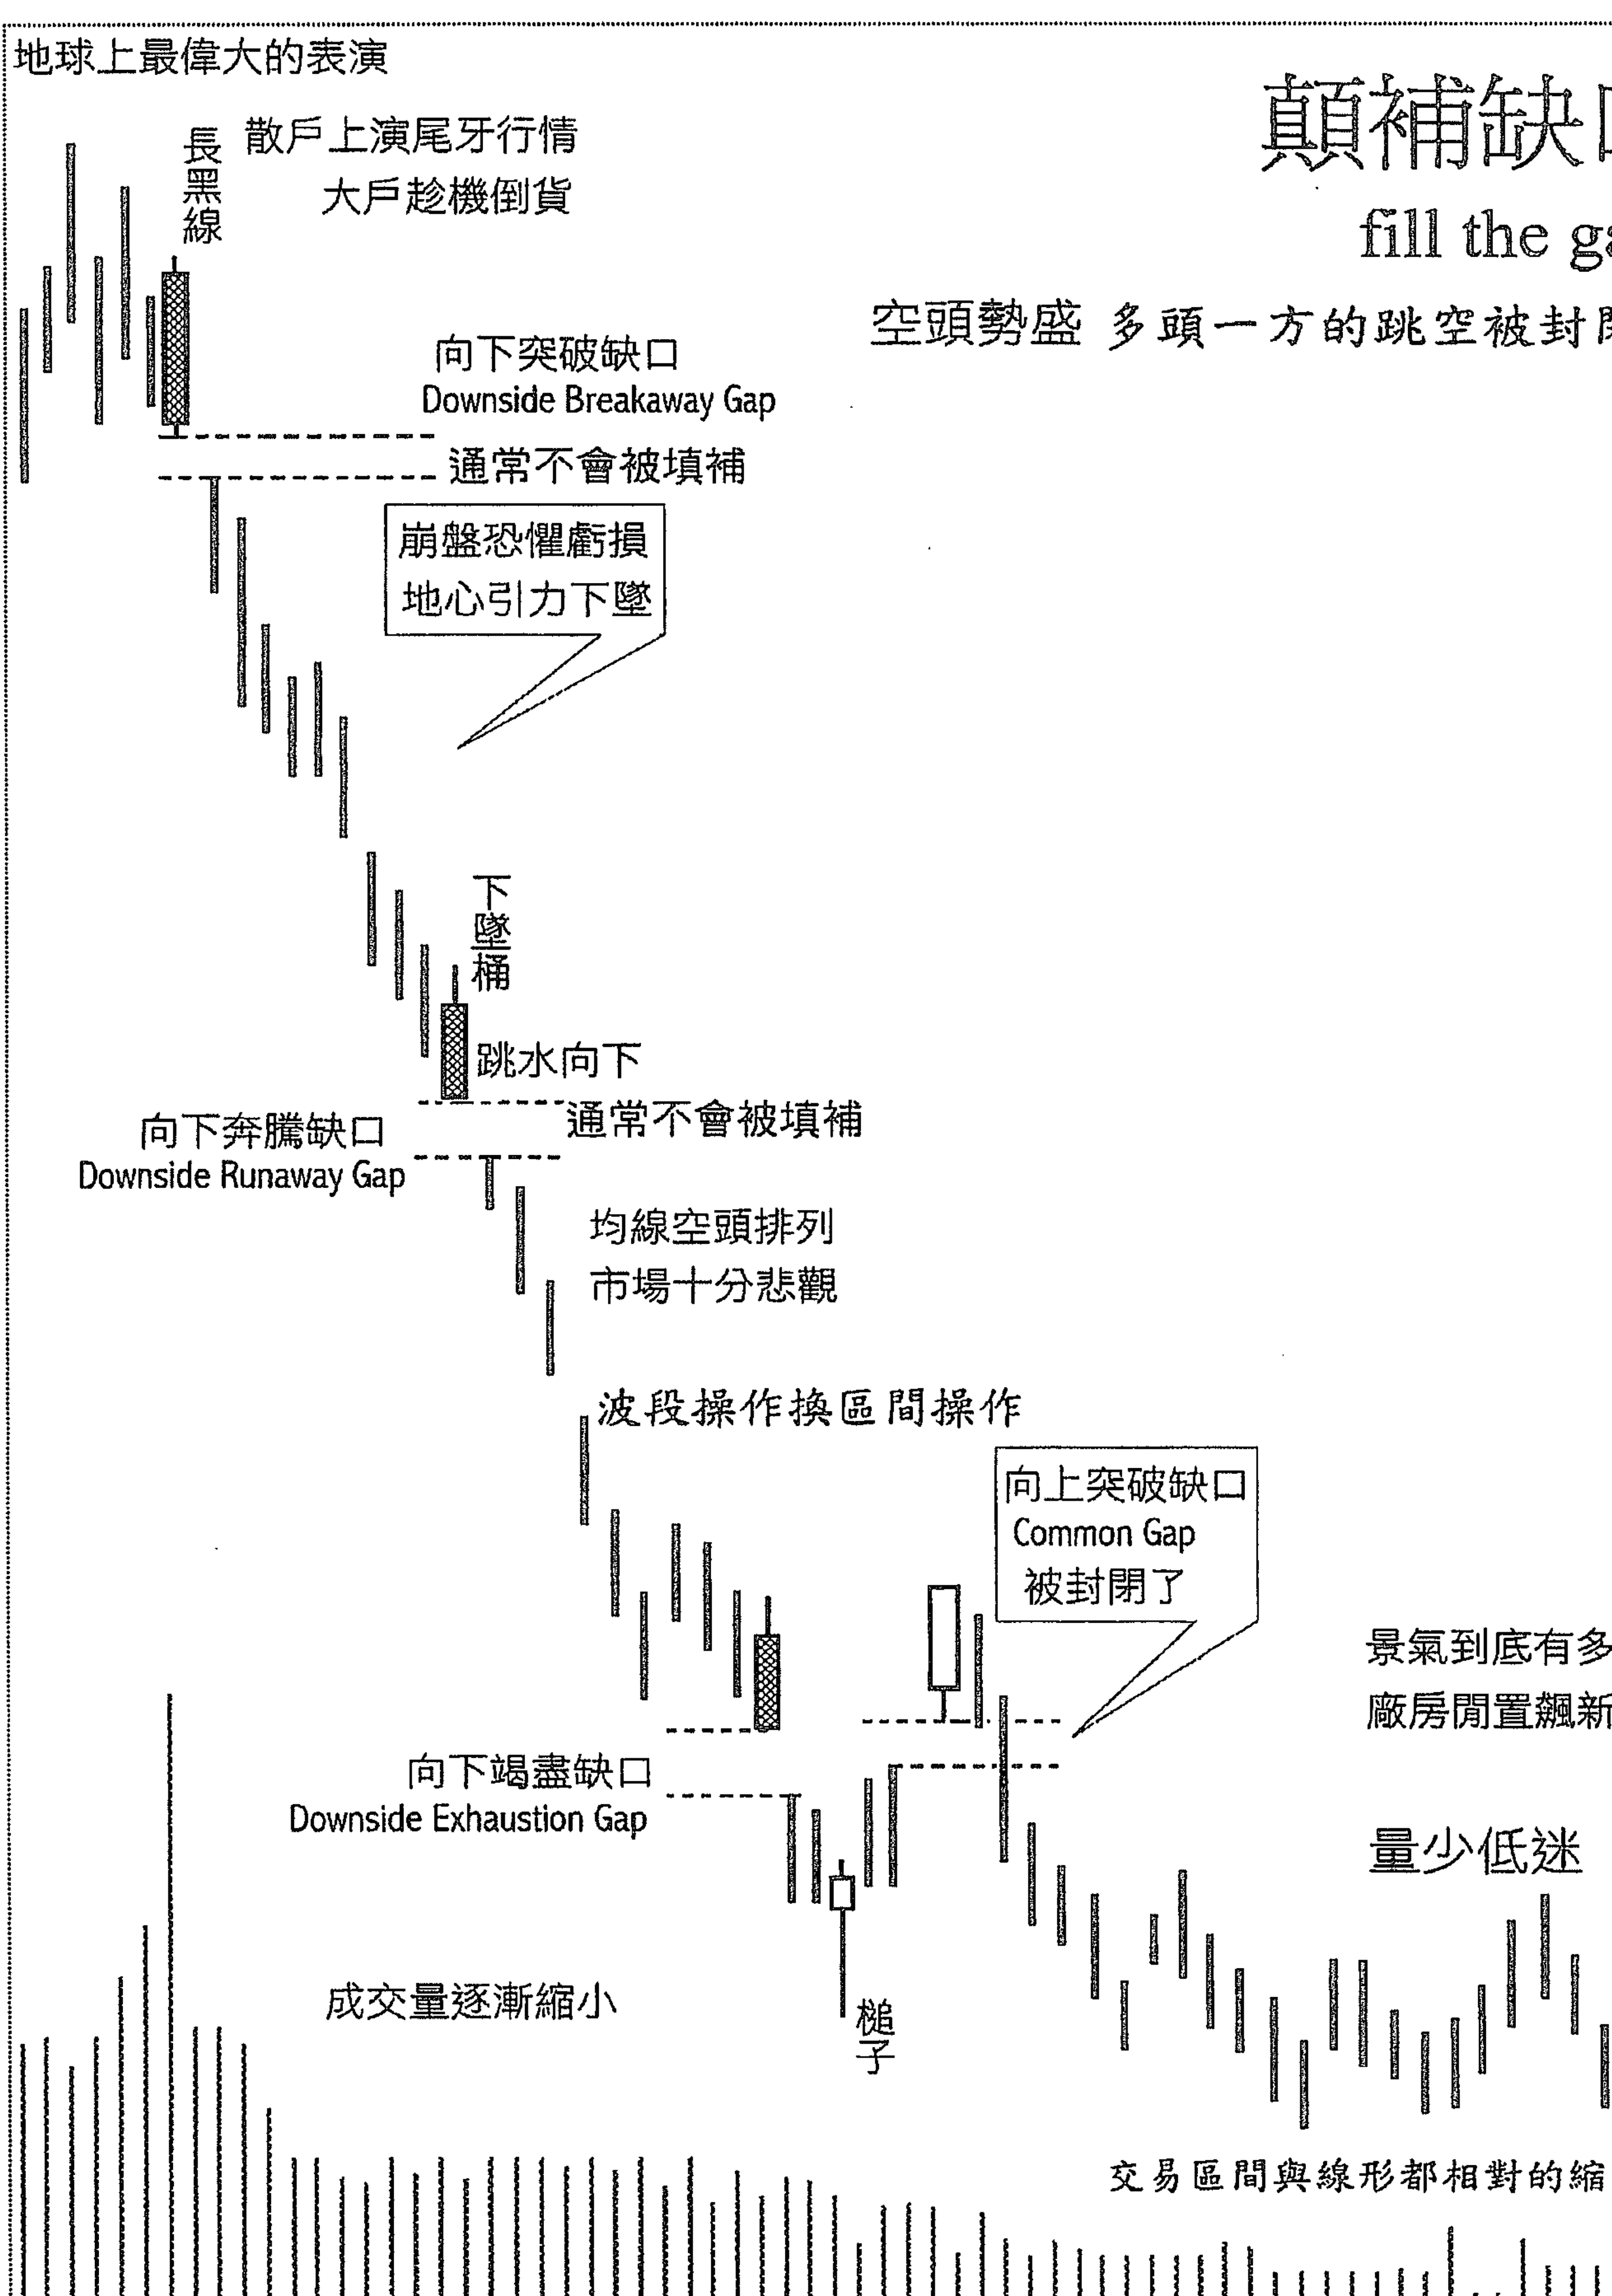 地球上最偉大的表演
顛補缺口
fill the ga
空頭勢盛 多頭一方的跳空被封閉
長黑線
散戶上演尾牙行情
大戶趁機倒貨
向下突破缺口
Downside Breakaway Gap
通常不會被填補
崩盤恐懼虧損
地心引力下墜
下墜桶
跳水向下
通常不會被填補
向下奔騰缺口
Downside Runaway Gap
均線空頭排列
市場十分悲觀
波段操作換區間操作
向上突破缺口
Common Gap
被封閉了
景氣到底有多
廠房閒置飆新
向下竭盡缺口
Downside Exhaustion Gap
量少低迷
成交量逐漸縮小
槌子
交易區間與線形都相對的縮